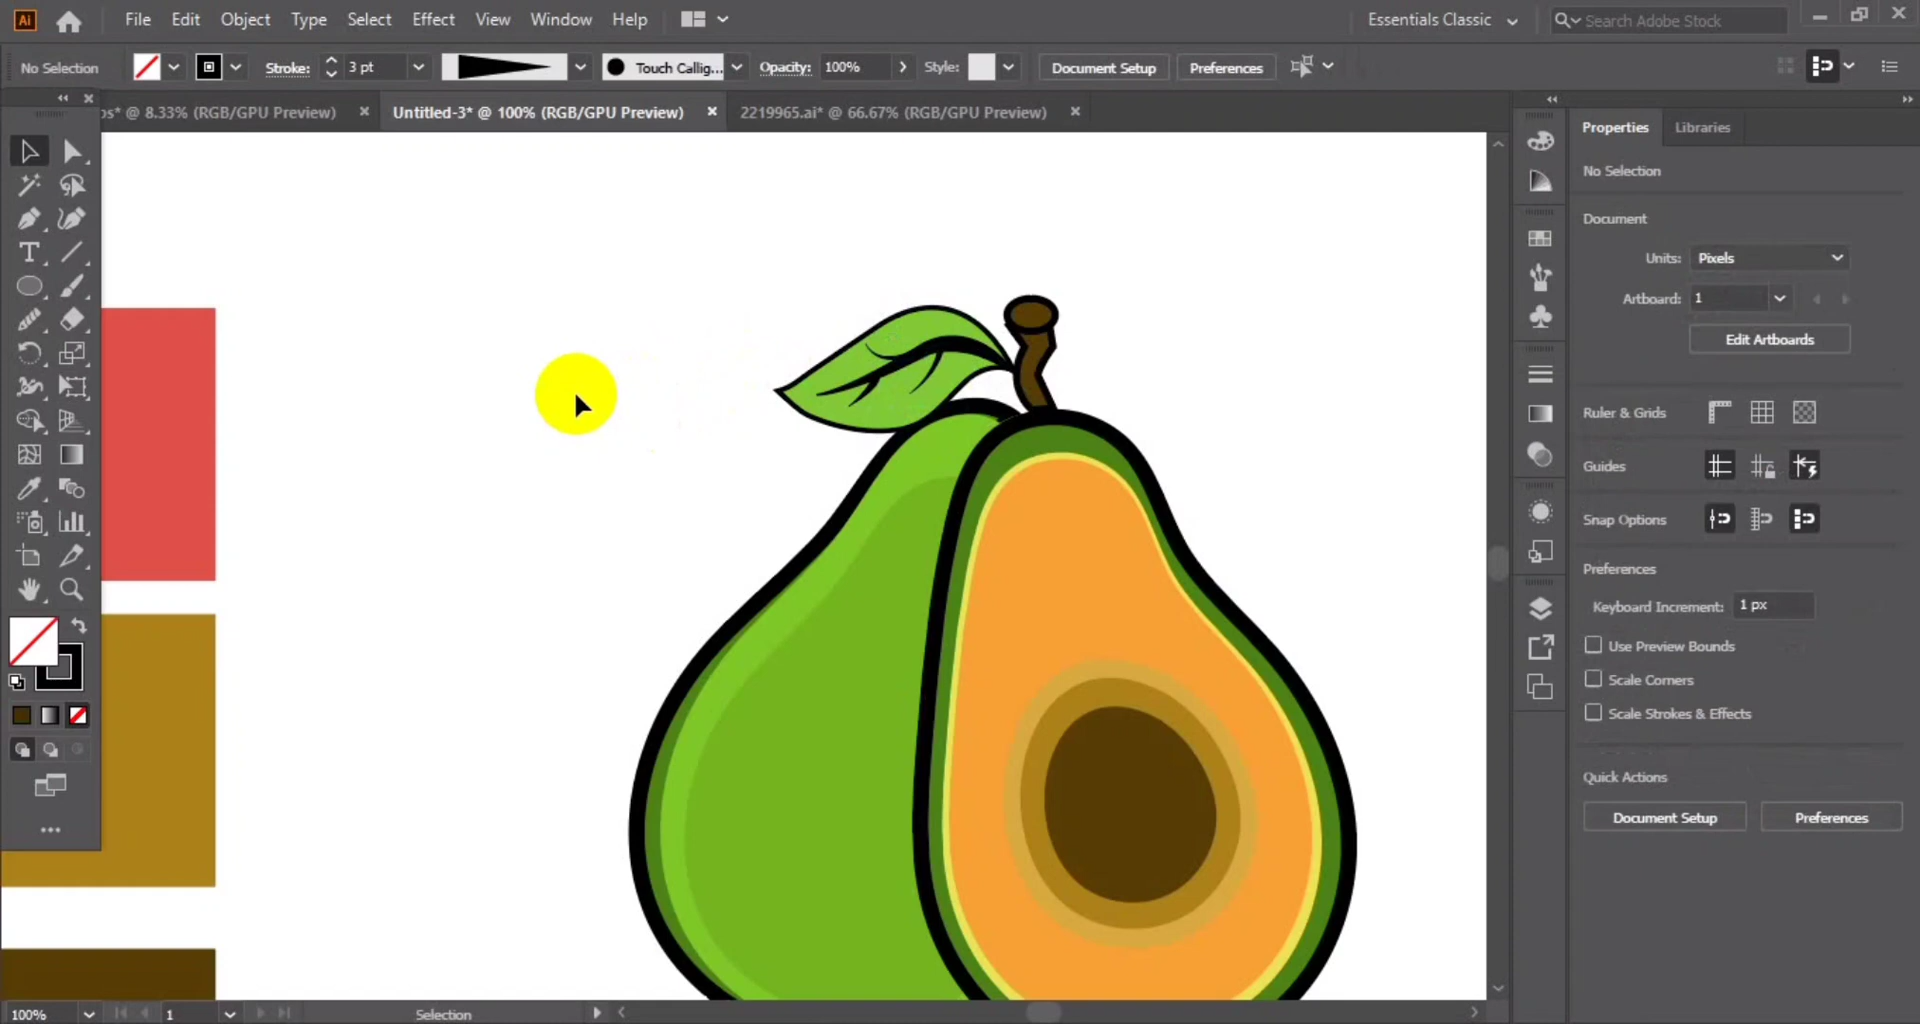 Ai File Edit Object Type Select Effect View Window Help Essentials Classic Search Adobe Stock
No Selection Stroke: 3 pt Touch Callig... Opacity: 100% Style: Document Setup Preferences
os* @ 8.33% (RGB/GPU Preview) Untitled-3* @ 100% (RGB/GPU Preview) 2219965.ai* @ 66.67% (RGB/GPU Preview)
Properties Libraries
No Selection
Document
Units: Pixels
Artboard: 1
Edit Artboards
Ruler & Grids
Guides
Snap Options
Preferences
Keyboard Increment: 1 px
Use Preview Bounds
Scale Corners
Scale Strokes & Effects
Quick Actions
Document Setup Preferences
100% 1 Selection